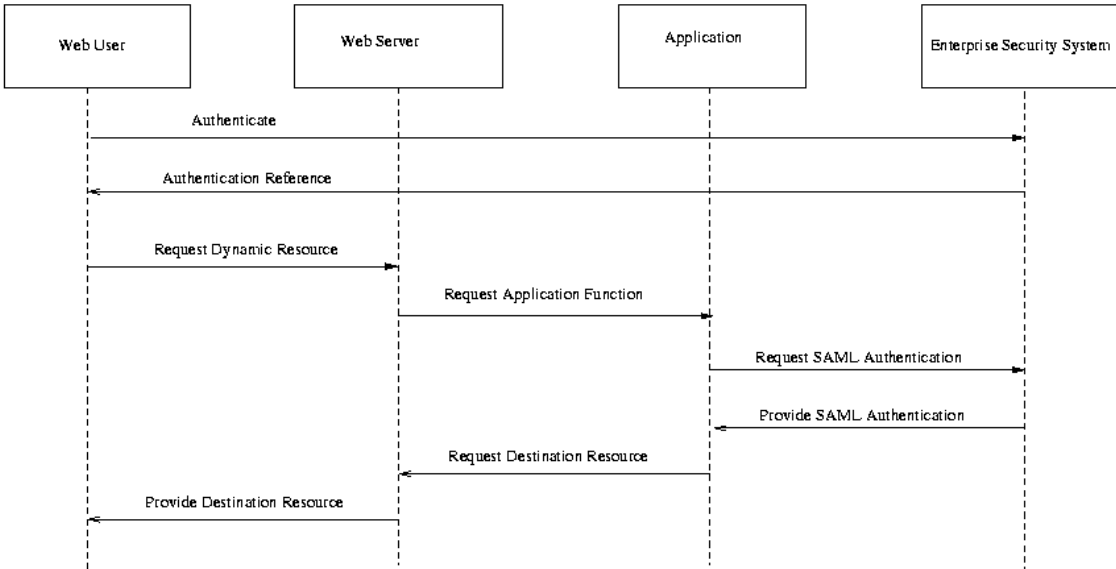 Web User
Web Server
Application
Enterprise Security System
Authenticate
Authentication Reference
Request Dynamic Resource
Request Application Function
Request SAML Authentication
Provide SAML Authentication
Request Destination Resource
Provide Destination Resource